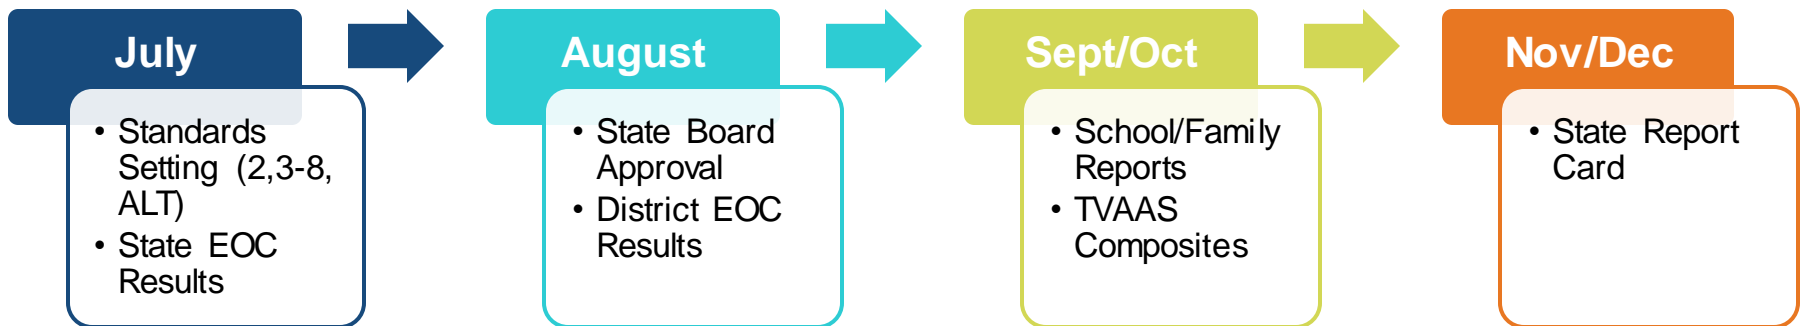 July
• Standards
Setting (2,3-8,
ALT)
• State EOC
Results
August
• State Board
Approval
• District EOC
Results
Sept/Oct
• School/Family
Reports
• TVAAS
Composites
Nov/Dec
• State Report
Card